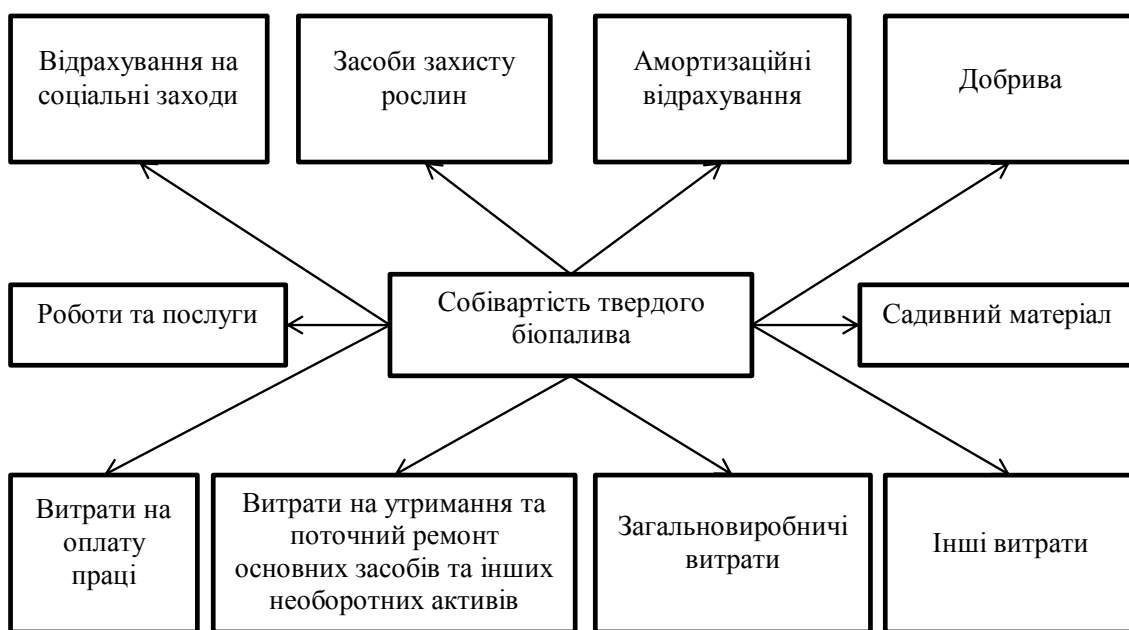 Відрахування на
соціальні заходи
Засоби захисту
рослин
Амортизаційні
відрахування
Добрива
Роботи та послуги
Собівартість твердого
біопалива
Садивний матеріал
Витрати на
оплату
праці
Витрати на утримання та
поточний ремонт
основних засобів та інших
необоротних активів
Загальновиробничі
витрати
Інші витрати